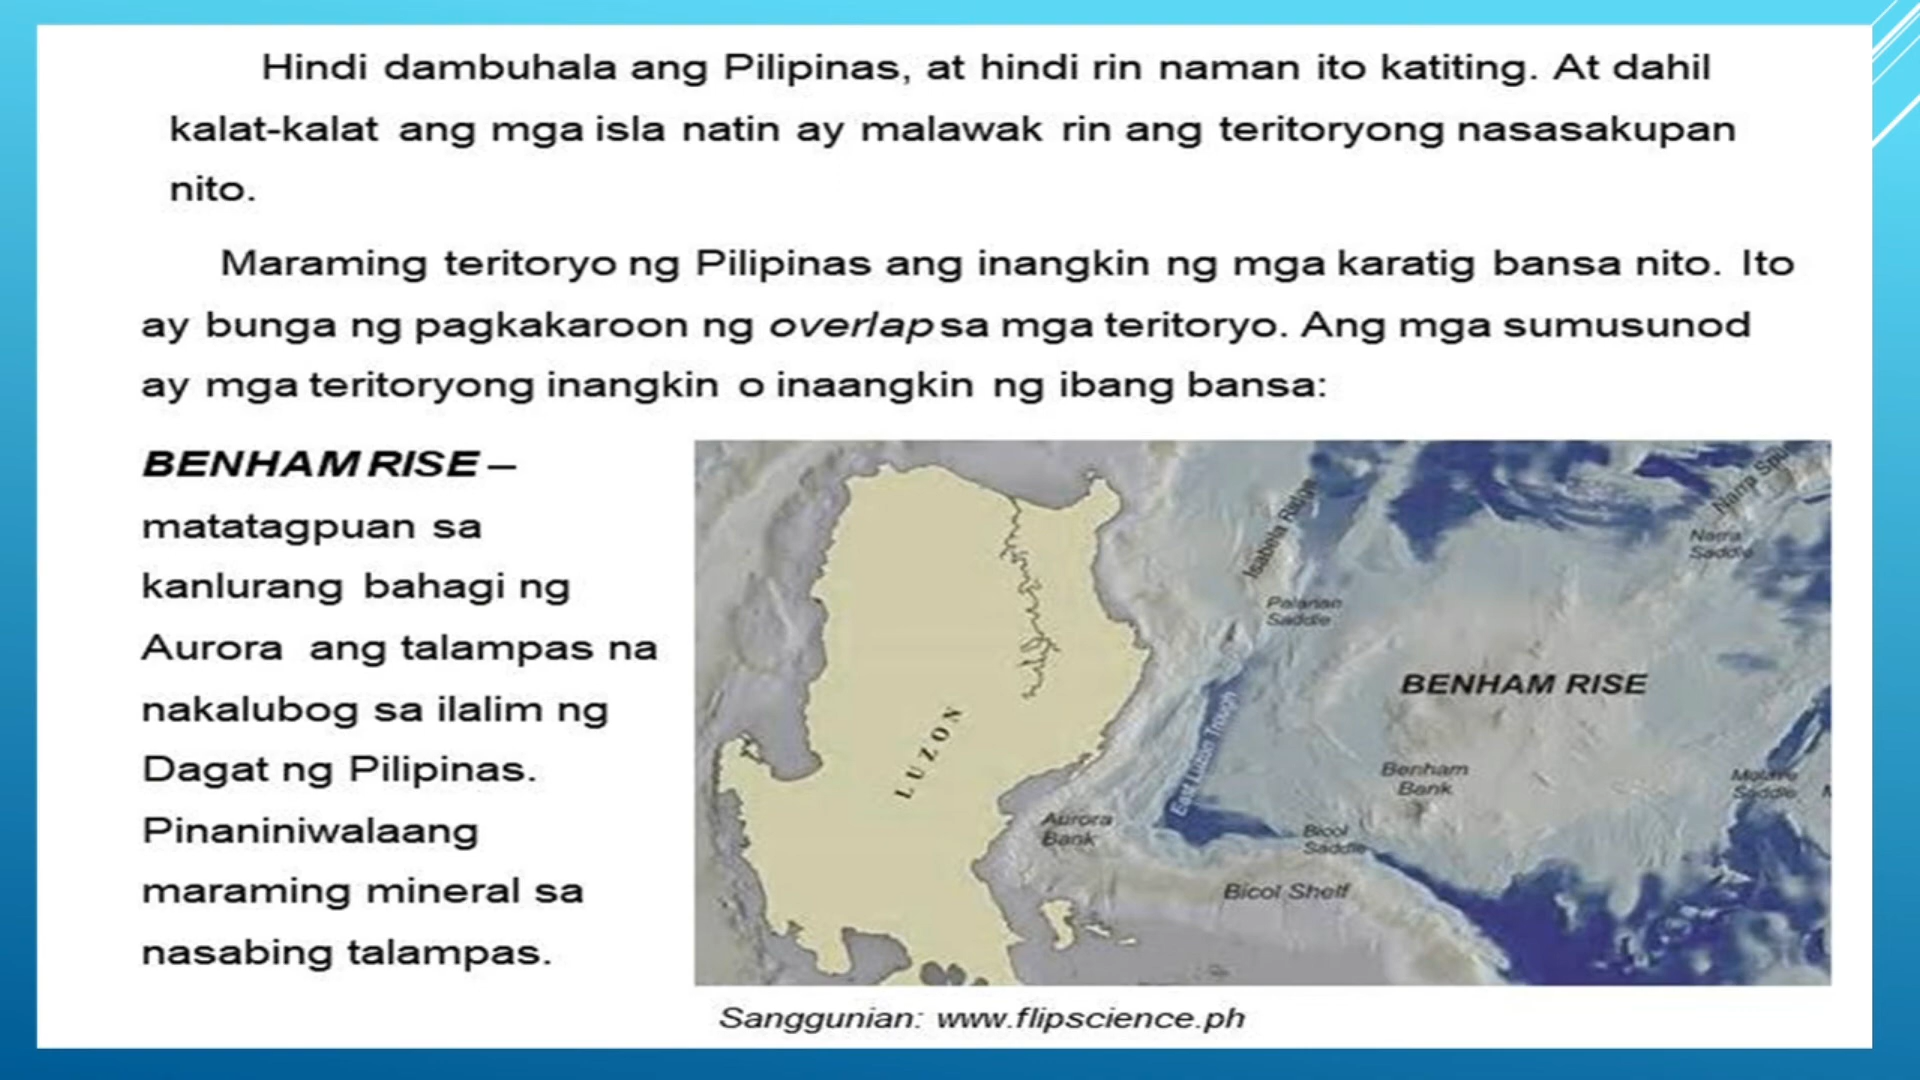 Hindi dambuhala ang Pilipinas, at hindi rin naman ito katiting. At dahil
kalat-kalat ang mga isla natin ay malawak rin ang teritoryong nasasakupan
nito.
Maraming teritoryo ng Pilipinas ang inangkin ng mga karatig bansa nito. Ito
ay bunga ng pagkakaroon ng overlap sa mga teritoryo. Ang mga sumusunod
ay mga teritoryong inangkin o inaangkin ng ibang bansa:
BENHAM RISE –
matatagpuan sa
kanlurang bahagi ng
Aurora ang talampas na
nakalubog sa ilalim ng
Dagat ng Pilipinas.
Pinaniniwalaang
maraming mineral sa
nasabing talampas.
Isabela Ridge
Narra Spur
Narra
Saddle
Palanan
Saddle
BENHAM RISE
LUZON
East Luzon Trough
Benham
Bank
Molave
Saddle
Aurora
Bank
Bicol
Saddle
Bicol Shelf
Sanggunian: www.flipscience.ph